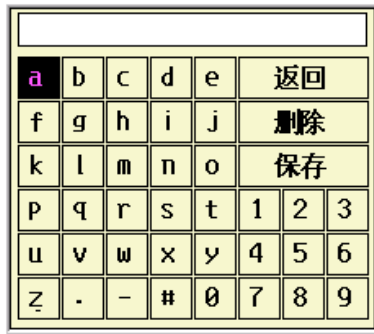 a b c d e 返回
f g h i j 删除
k l m n o 保存
p q r s t 1 2 3
u v w x y 4 5 6
z . - # 0 7 8 9